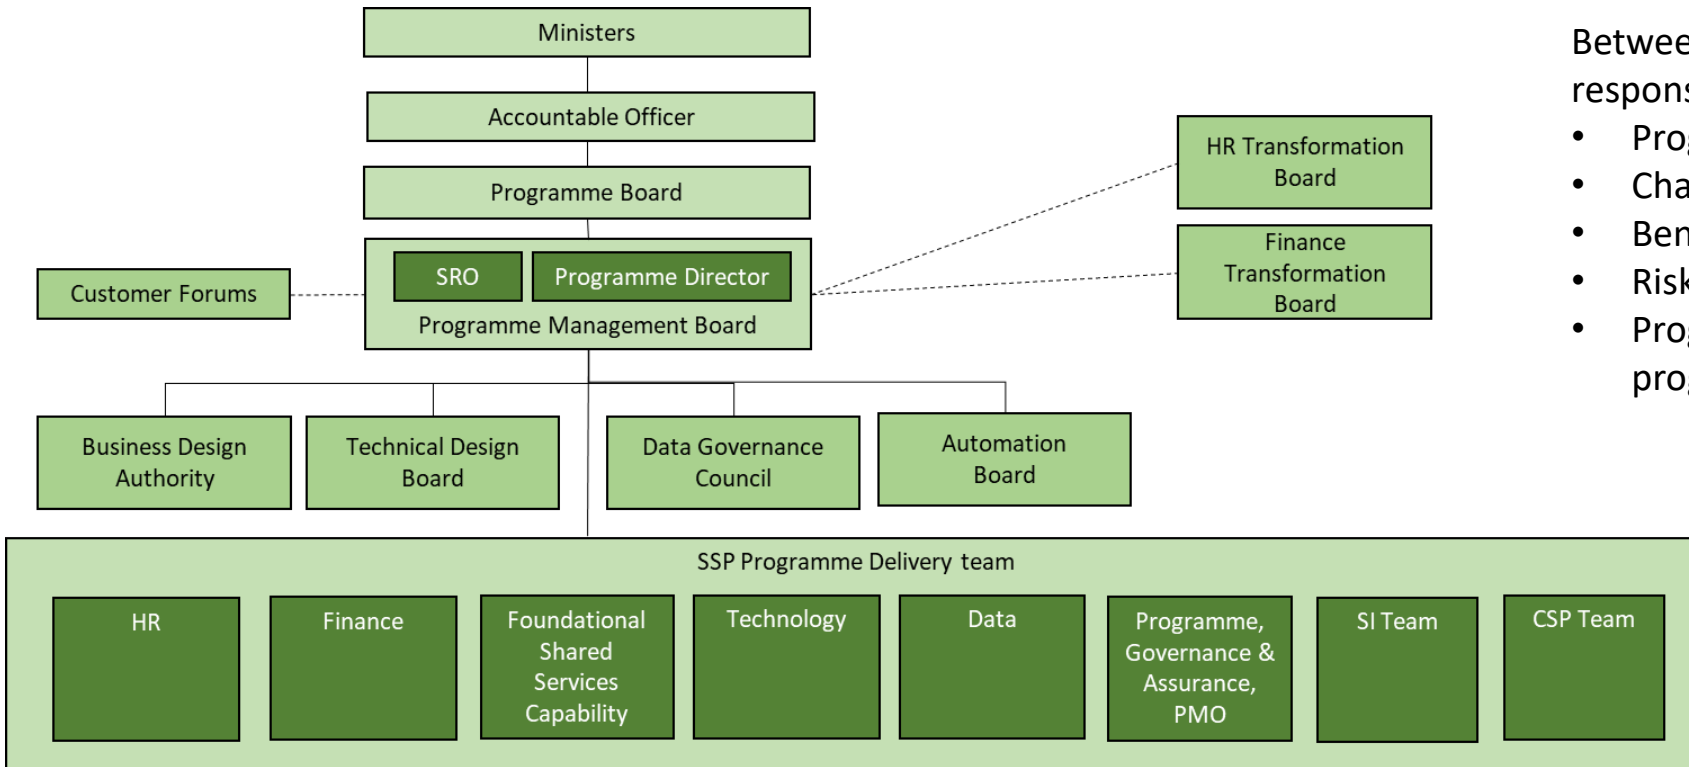 Ministers
Accountable Officer
Programme Board
SRO
Programme Director
Programme Management Board
Customer Forums
HR Transformation
Board
Finance
Transformation
Board
Business Design
Authority
Technical Design
Board
Data Governance
Council
Automation
Board
SSP Programme Delivery team
HR
Finance
Foundational
Shared
Services
Capability
Technology
Data
Programme,
Governance &
Assurance,
PMO
SI Team
CSP Team